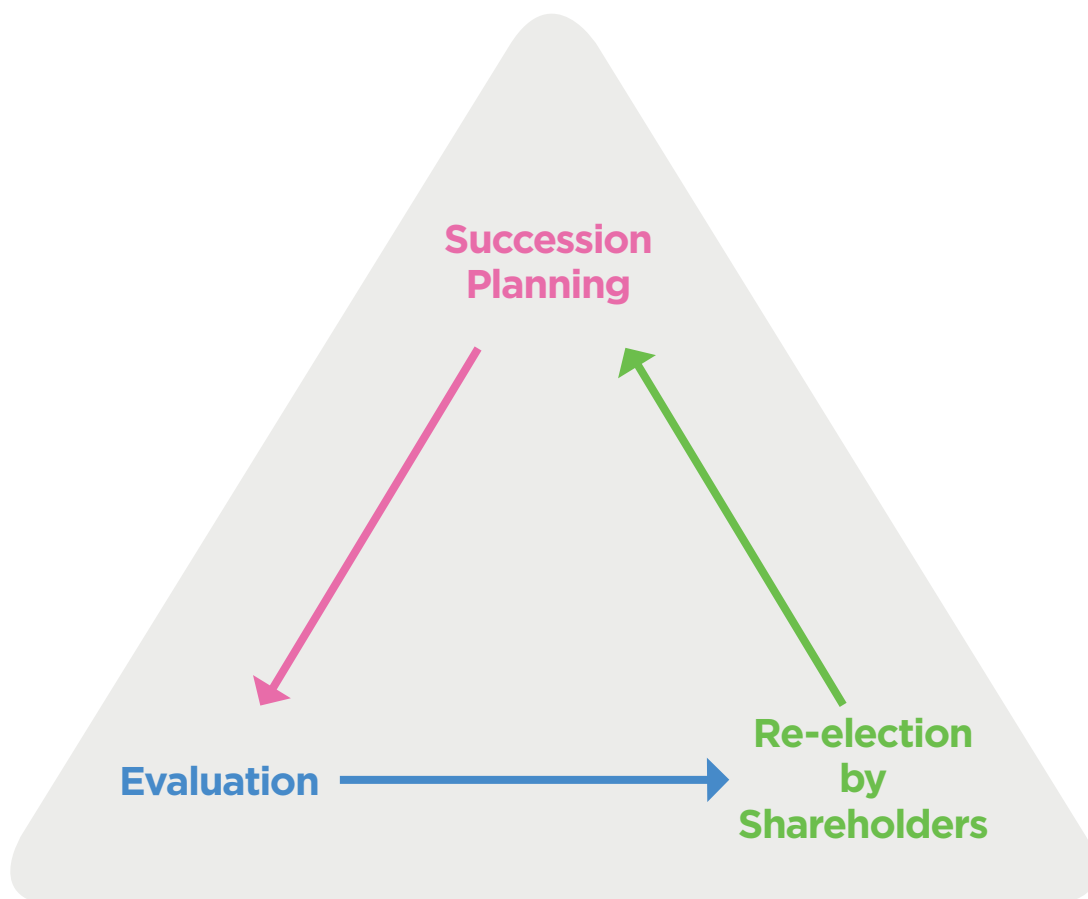 Succession
Planning
Evaluation
Re-election
by
Shareholders